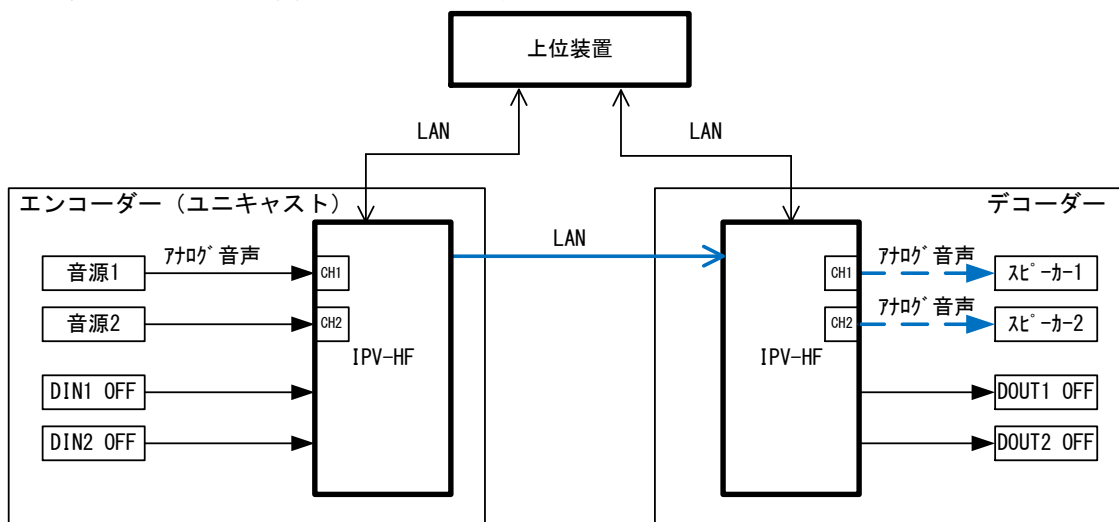 上位装置
LAN
LAN
エンコーダー（ユニキャスト）
デコーダー
LAN
音源1
ｱﾅﾛｸﾞ音声
CH1
音源2
CH2
IPV-HF
DIN1 OFF
DIN2 OFF
CH1
ｱﾅﾛｸﾞ音声
ｽﾋﾟｰｶｰ1
CH2
ｱﾅﾛｸﾞ音声
ｽﾋﾟｰｶｰ2
IPV-HF
DOUT1 OFF
DOUT2 OFF